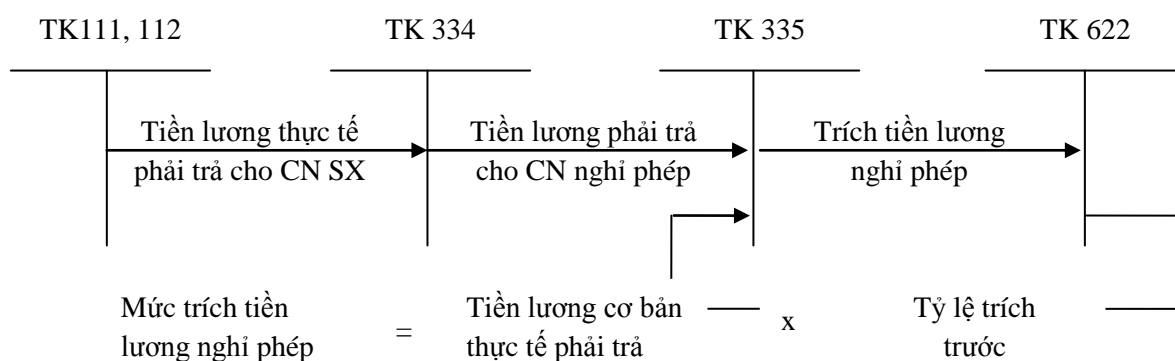 TK111, 112
TK 334
TK 335
TK 622
Tiền lương thực tế
phải trả cho CN SX
Tiền lương phải trả
cho CN nghỉ phép
Trích tiền lương
nghỉ phép
Mức trích tiền
lương nghỉ phép
=
Tiền lương cơ bản
thực tế phải trả
x
Tỷ lệ trích
trước